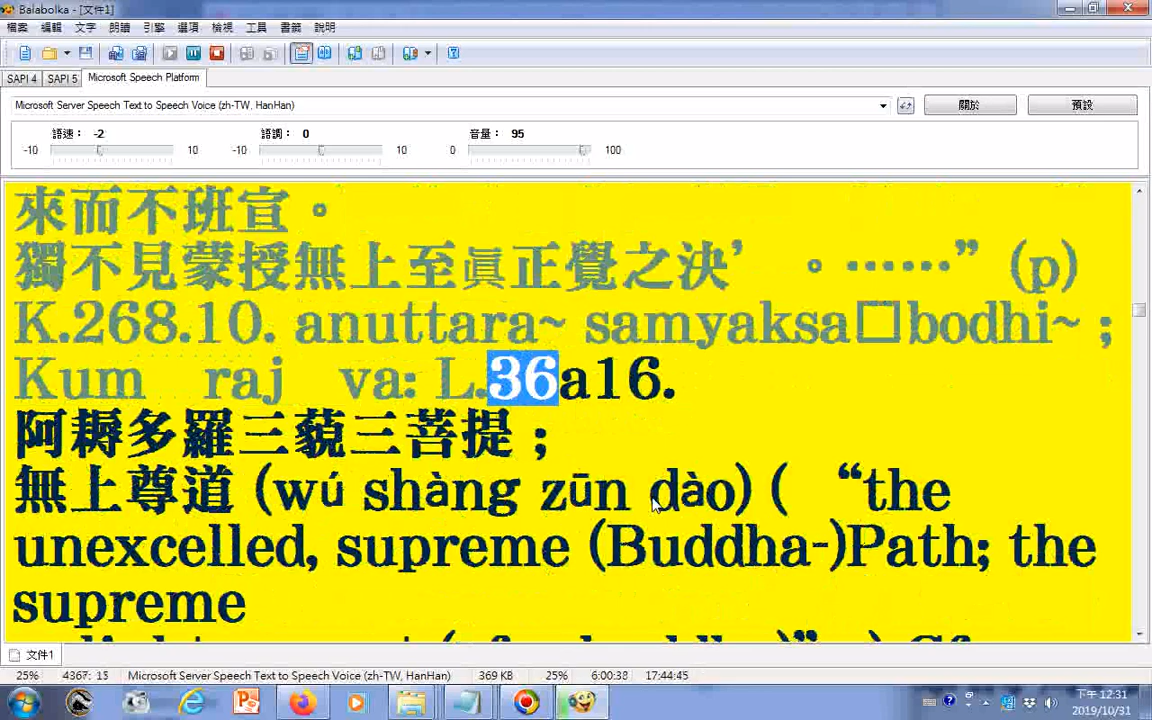 Balabolka - [文件1]
檔案 編輯 文字 朗讀 引擎 選項 檢視 工具 書籤 說明
SAPI 4 SAPI 5 Microsoft Speech Platform
Microsoft Server Speech Text to Speech Voice (zh-TW, HanHan) 關於 預設
語速： -2 語調： 0 音量： 95
-10 10 -10 10 0 100
來而不班宣。
獨不見蒙授無上至眞正覺之決’ 。……” (p)
K.268.10. anuttara~ samyaksa□bodhi~ ;
Kum raj va: L.36a16.
阿耨多羅三藐三菩提；
無上尊道 (wú shàng zūn dào) ( “the
unexcelled, supreme (Buddha-)Path; the
supreme
文件1
25% 4367: 13 Microsoft Server Speech Text to Speech Voice (zh-TW, HanHan) 369 KB 25% 6:00:38 17:44:45
下午 12:31
2019/10/31